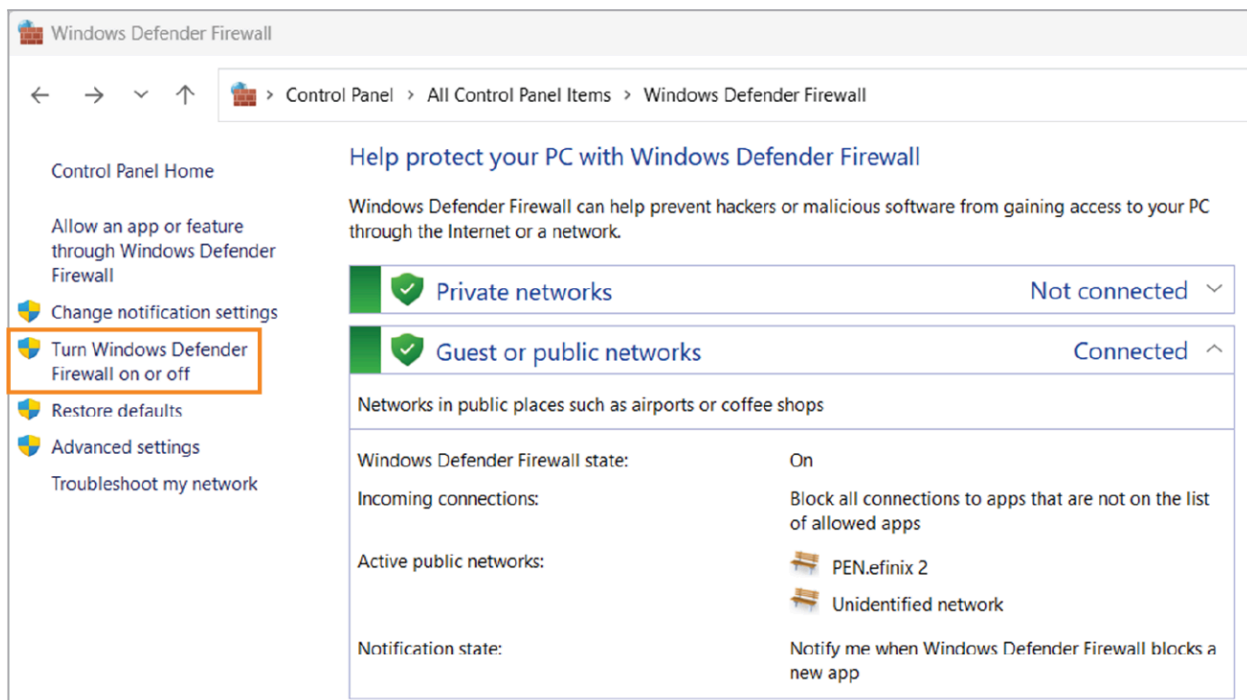 Windows Defender Firewall
Control Panel > All Control Panel Items > Windows Defender Firewall
Control Panel Home
Allow an app or feature
through Windows Defender
Firewall
Change notification settings
Turn Windows Defender
Firewall on or off
Restore defaults
Advanced settings
Troubleshoot my network
Help protect your PC with Windows Defender Firewall
Windows Defender Firewall can help prevent hackers or malicious software from gaining access to your PC
through the Internet or a network.
Private networks Not connected
Guest or public networks Connected
Networks in public places such as airports or coffee shops
Windows Defender Firewall state: On
Incoming connections: Block all connections to apps that are not on the list
of allowed apps
Active public networks: PEN.efinix 2
Unidentified network
Notification state: Notify me when Windows Defender Firewall blocks a
new app